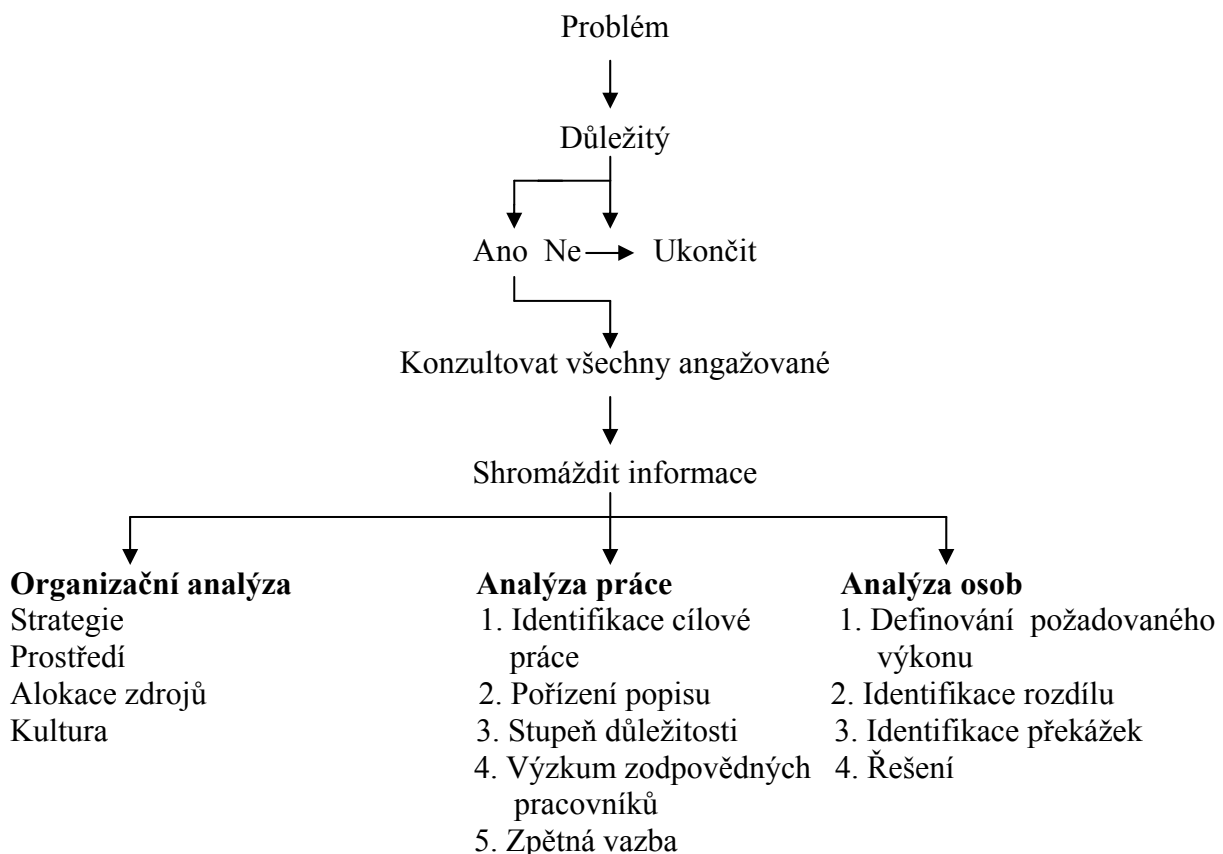 Problém
Důležitý
Ano Ne Ukončit
Konzultovat všechny angažované
Shromáždit informace
Organizační analýza
Strategie
Prostředí
Alokace zdrojů
Kultura
Analýza práce
1. Identifikace cílové
práce
2. Pořízení popisu
3. Stupeň důležitosti
4. Výzkum zodpovědných
pracovníků
5. Zpětná vazba
Analýza osob
1. Definování požadovaného
výkonu
2. Identifikace rozdílu
3. Identifikace překážek
4. Řešení